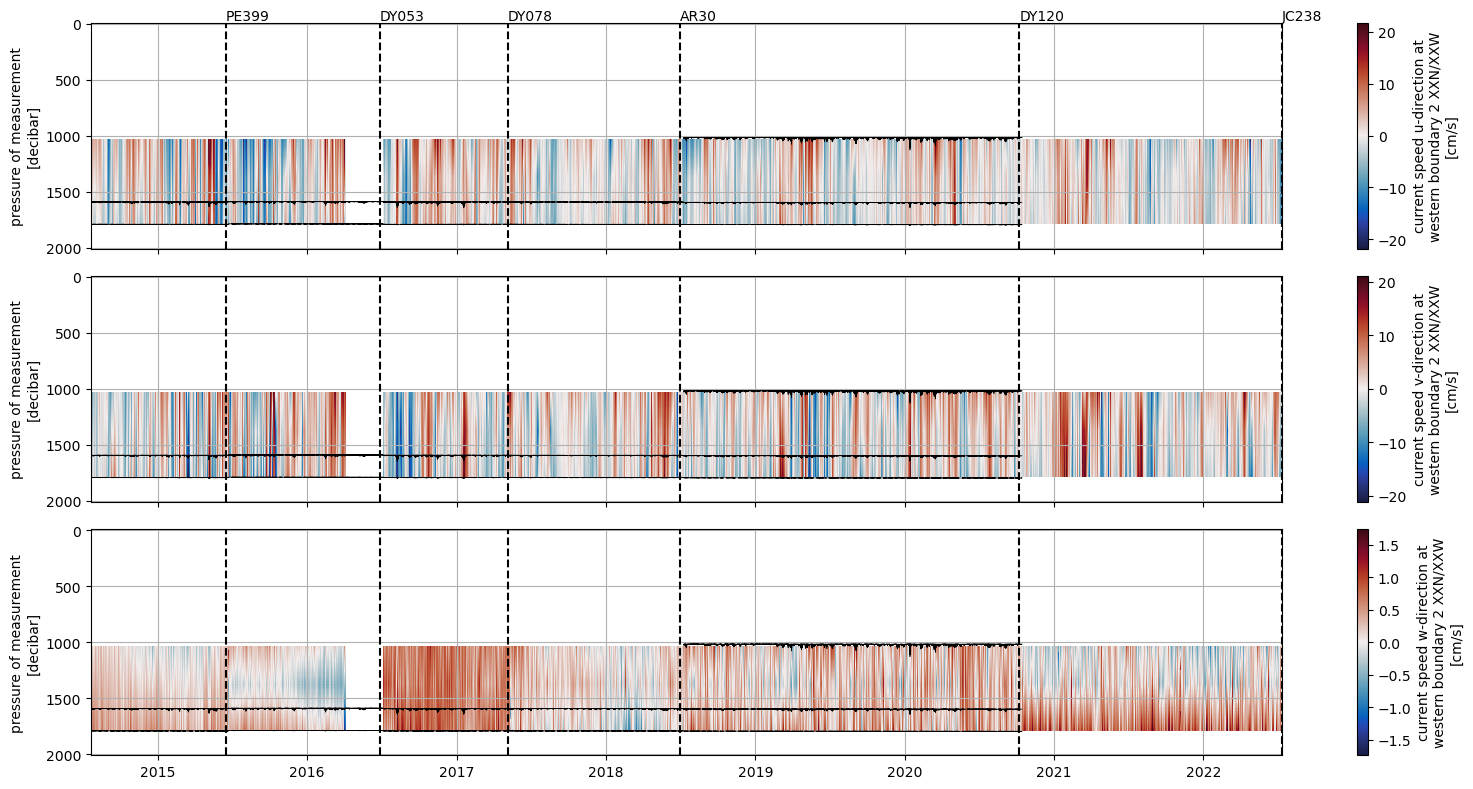 PE399 DY053 DY078 AR30 DY120 JC238
0
500
1000
1500
2000
pressure of measurement
[decibar]
20
10
0
−10
−20
current speed u-direction at
western boundary 2 XXN/XXW
[cm/s]
0
500
1000
1500
2000
pressure of measurement
[decibar]
20
10
0
−10
−20
current speed v-direction at
western boundary 2 XXN/XXW
[cm/s]
0
500
1000
1500
2000
pressure of measurement
[decibar]
1.5
1.0
0.5
0.0
−0.5
−1.0
−1.5
current speed w-direction at
western boundary 2 XXN/XXW
[cm/s]
2015 2016 2017 2018 2019 2020 2021 2022